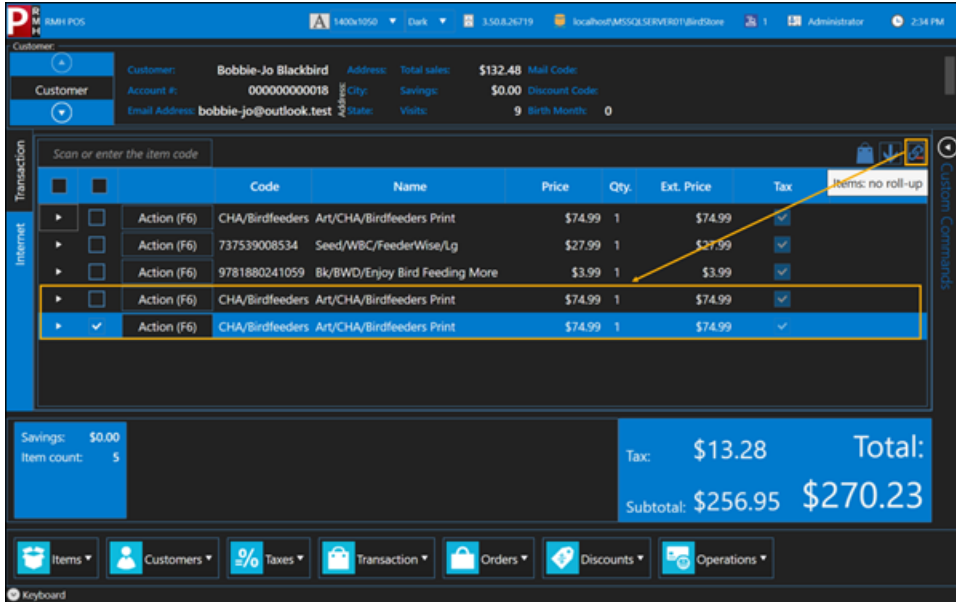 P RMH RMH POS A 1400x1050 Dark 3.50.8.26719 localhost\MSSQLSERVER01\BirdStore 1 Administrator 2:34 PM
Customer:
Customer
Customer: Bobbie-Jo Blackbird Address: Total sales: $132.48 Mail Code:
Account #: 000000000018 City: Savings: $0.00 Discount Code:
Email Address: bobbie-jo@outlook.test State: Visits: 9 Birth Month: 0
Address:
Transaction
Internet
Scan or enter the item code
Items: no roll-up
Custom Commands
Code Name Price Qty. Ext. Price Tax
Action (F6) CHA/Birdfeeders Art/CHA/Birdfeeders Print $74.99 1 $74.99
Action (F6) 737539008534 Seed/WBC/FeederWise/Lg $27.99 1 $27.99
Action (F6) 9781880241059 Bk/BWD/Enjoy Bird Feeding More $3.99 1 $3.99
Action (F6) CHA/Birdfeeders Art/CHA/Birdfeeders Print $74.99 1 $74.99
Action (F6) CHA/Birdfeeders Art/CHA/Birdfeeders Print $74.99 1 $74.99
Savings: $0.00
Item count: 5
Tax: $13.28 Total:
Subtotal: $256.95 $270.23
Items Customers Taxes Transaction Orders Discounts Operations
Keyboard